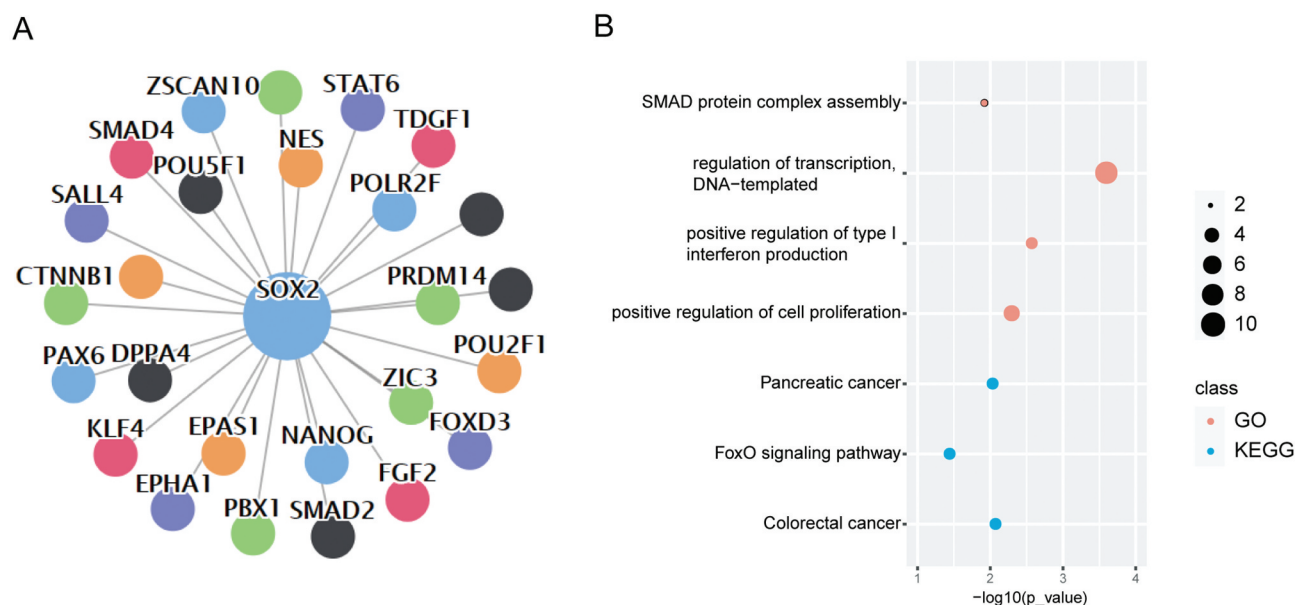 A
ZSCAN10
STAT6
SMAD4
NES
TDGF1
POU5F1
POLR2F
SALL4
CTNNB1
SOX2
PRDM14
PAX6
DPPA4
POU2F1
ZIC3
KLF4
EPAS1
NANOG
FOXD3
EPHA1
FGF2
PBX1
SMAD2
B
SMAD protein complex assembly
regulation of transcription,
DNA−templated
positive regulation of type I
interferon production
positive regulation of cell proliferation
Pancreatic cancer
FoxO signaling pathway
Colorectal cancer
1 2 3 4
−log10(p_value)
2
4
6
8
10
class
GO
KEGG